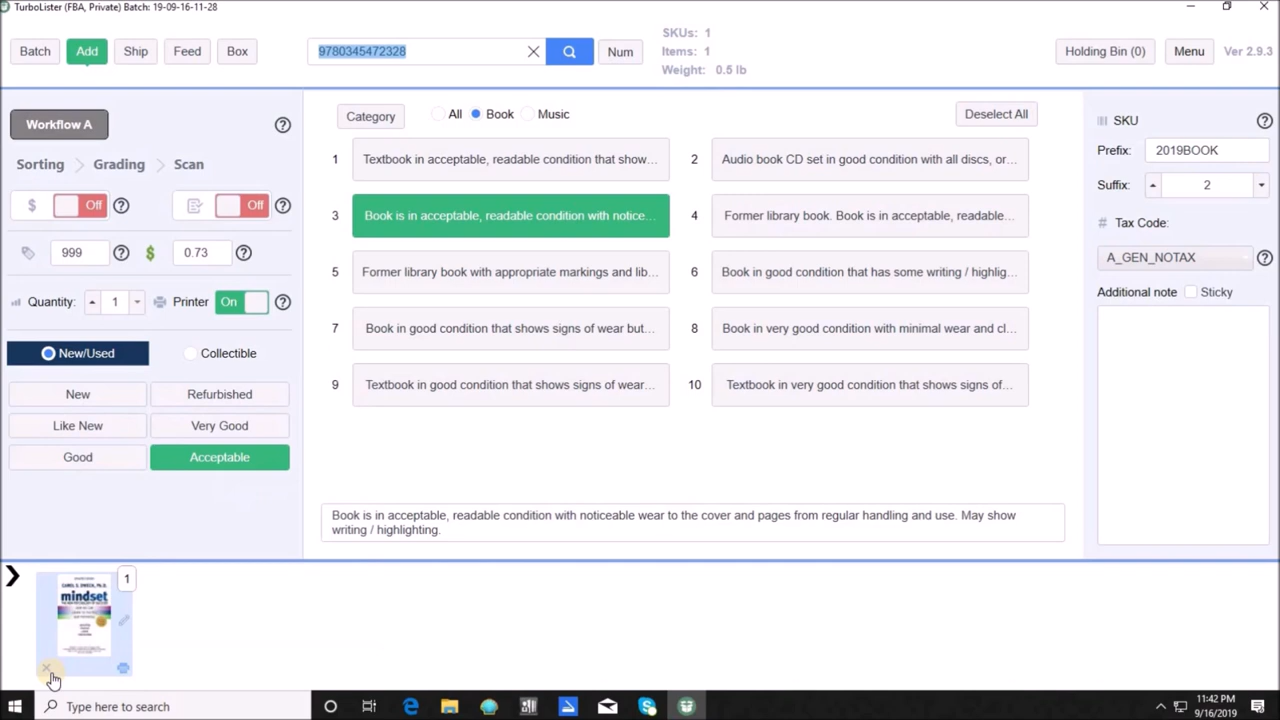 TurboLister (FBA, Private) Batch: 19-09-16-11-28
Batch
Add
Ship
Feed
Box
9780345472328
Num
SKUs: 1
Items: 1
Weight: 0.5 lb
Holding Bin (0)
Menu
Ver 2.9.3
Workflow A
Sorting
Grading
Scan
$ Off
Off
999
$ 0.73
Quantity: 1
Printer On
New/Used
Collectible
New
Refurbished
Like New
Very Good
Good
Acceptable
Category
All
Book
Music
Deselect All
1 Textbook in acceptable, readable condition that show...
2 Audio book CD set in good condition with all discs, or...
3 Book is in acceptable, readable condition with notice...
4 Former library book. Book is in acceptable, readable...
5 Former library book with appropriate markings and lib...
6 Book in good condition that has some writing / highlig...
7 Book in good condition that shows signs of wear but...
8 Book in very good condition with minimal wear and cl...
9 Textbook in good condition that shows signs of wear...
10 Textbook in very good condition that shows signs of...
Book is in acceptable, readable condition with noticeable wear to the cover and pages from regular handling and use. May show
writing / highlighting.
SKU
Prefix: 2019BOOK
Suffix: 2
# Tax Code:
A_GEN_NOTAX
Additional note
Sticky
1
CAROL S. DWECK, Ph.D.
mindset
Type here to search
11:42 PM
9/16/2019